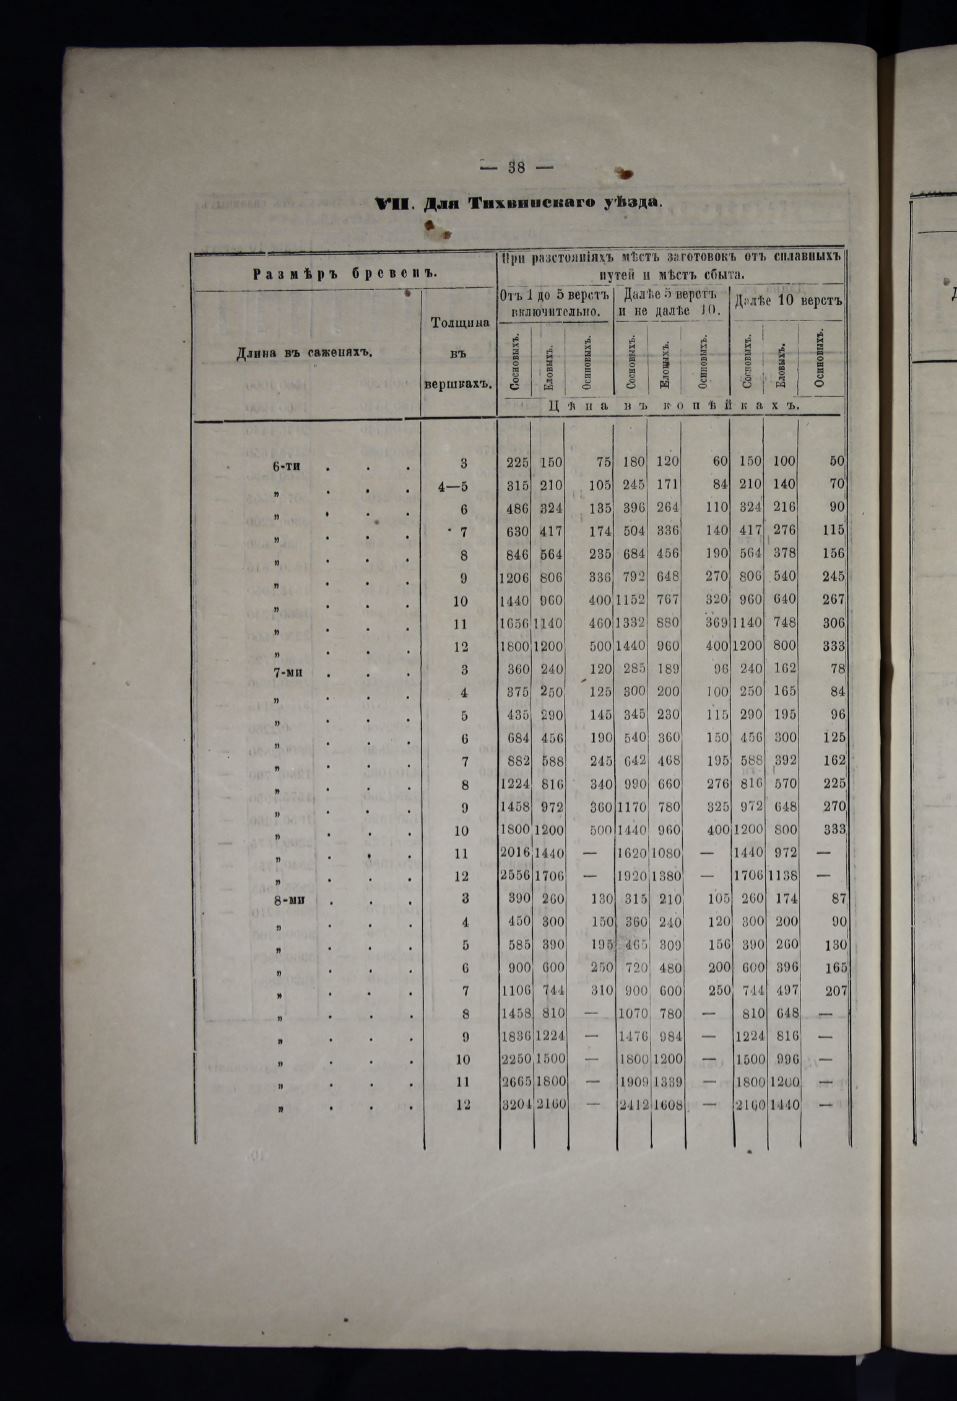 — 38 —
VII. Для Тихвинскаго уѣзда.
Размѣръ бревенъ.
При разстояніяхъ мѣстъ заготовокъ отъ сплавныхъ
путей и мѣстъ сбыта.
Длина въ саженяхъ.
Толщина
въ
вершкахъ.
Отъ 1 до 5 верстъ
включительно.
Далѣе 5 верстъ
и не далѣе 10.
Далѣе 10 верстъ
Сосновыхъ. Еловыхъ. Осиновыхъ. Сосновыхъ. Еловыхъ. Осиновыхъ. Сосновыхъ. Еловыхъ. Осиновыхъ.
Цѣна въ копѣйкахъ.
6-ти . . . 3 225 150 75 180 120 60 150 100 50
„ . . . 4—5 315 210 105 245 171 84 210 140 70
„ . . . 6 486 324 135 396 264 110 324 216 90
„ . . . 7 630 417 174 504 336 140 417 276 115
„ . . . 8 846 564 235 684 456 190 564 378 156
„ . . . 9 1206 806 336 792 648 270 806 540 245
„ . . . 10 1440 960 400 1152 767 320 960 640 267
„ . . . 11 1656 1140 460 1332 880 369 1140 748 306
„ . . . 12 1800 1200 500 1440 960 400 1200 800 333
7-ми . . . 3 360 240 120 285 189 96 240 162 78
„ . . . 4 375 250 125 300 200 100 250 165 84
„ . . . 5 435 290 145 345 230 115 290 195 96
„ . . . 6 684 456 190 540 360 150 456 300 125
„ . . . 7 882 588 245 642 468 195 588 392 162
„ . . . 8 1224 816 340 990 660 276 816 570 225
„ . . . 9 1458 972 360 1170 780 325 972 648 270
„ . . . 10 1800 1200 500 1440 960 400 1200 800 333
„ . . . 11 2016 1440 — 1620 1080 — 1440 972 —
„ . . . 12 2556 1706 — 1920 1380 — 1706 1138 —
8-ми . . . 3 390 260 130 315 210 105 260 174 87
„ . . . 4 450 300 150 360 240 120 300 200 90
„ . . . 5 585 390 195 465 309 156 390 260 130
„ . . . 6 900 600 250 720 480 200 600 396 165
„ . . . 7 1106 744 310 900 600 250 744 497 207
„ . . . 8 1458 810 — 1070 780 — 810 648 —
„ . . . 9 1836 1224 — 1476 984 — 1224 816 —
„ . . . 10 2250 1500 — 1800 1200 — 1500 996 —
„ . . . 11 2665 1800 — 1909 1339 — 1800 1200 —
„ . . . 12 3204 2160 — 2412 1608 — 2160 1440 —